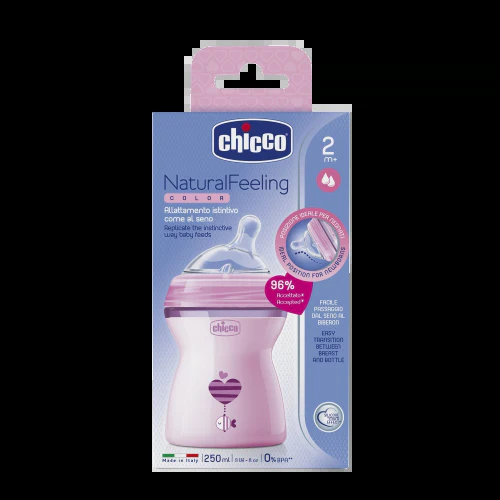 chicco
2
m+
NaturalFeeling
COLOR
Allattamento istintivo
come al seno
Replicate the instinctive
way baby feeds
POSIZIONE IDEALE PER NEONATI
IDEAL POSITION FOR NEWBORNS
96%
Accettato*
Accepted*
chicco
FACILE
PASSAGGIO
DAL SENO AL
BIBERON
EASY
TRANSITION
BETWEEN
BREAST
AND BOTTLE
Made in Italy
250ml
0% BPA**